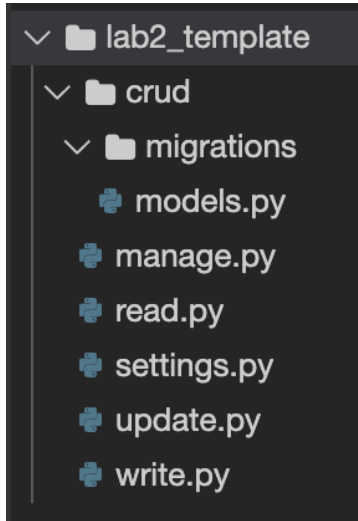 lab2_template
crud
migrations
models.py
manage.py
read.py
settings.py
update.py
write.py